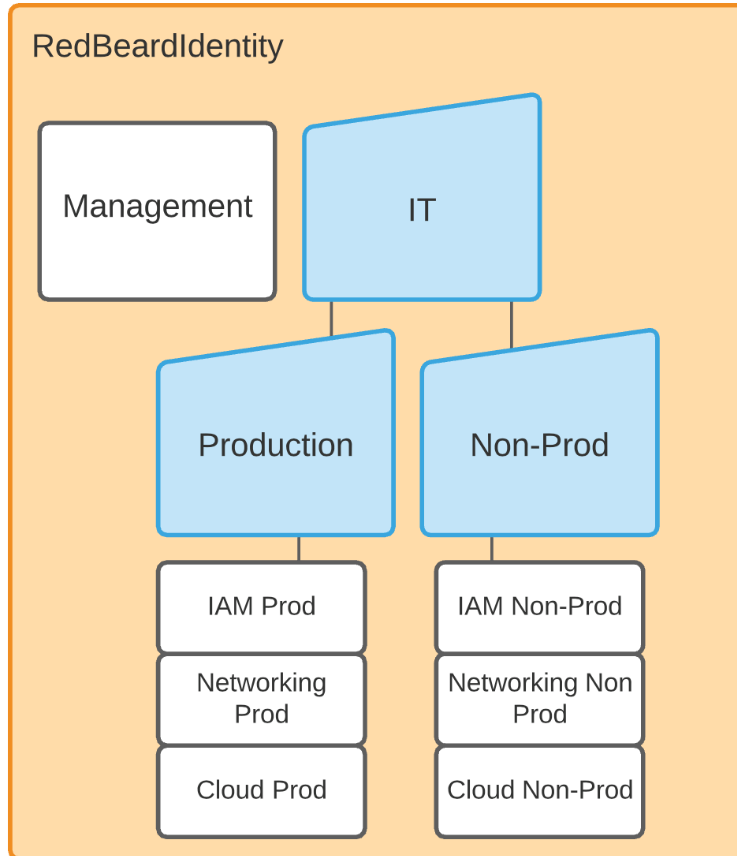 RedBeardIdentity
Management
IT
Production
Non-Prod
IAM Prod
IAM Non-Prod
Networking
Prod
Networking Non
Prod
Cloud Prod
Cloud Non-Prod